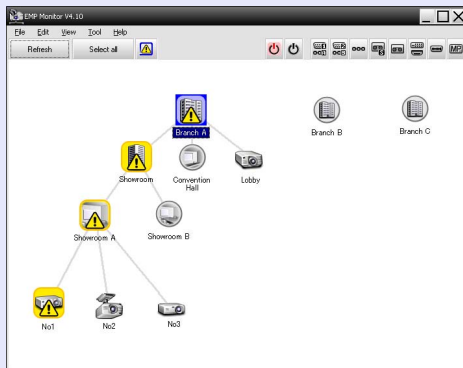 EMP Monitor V4.10
File Edit View Tool Help
Refresh Select all
MP
Branch A
Branch B
Branch C
Showroom
Convention
Hall
Lobby
Showroom A
Showroom B
No1
No2
No3